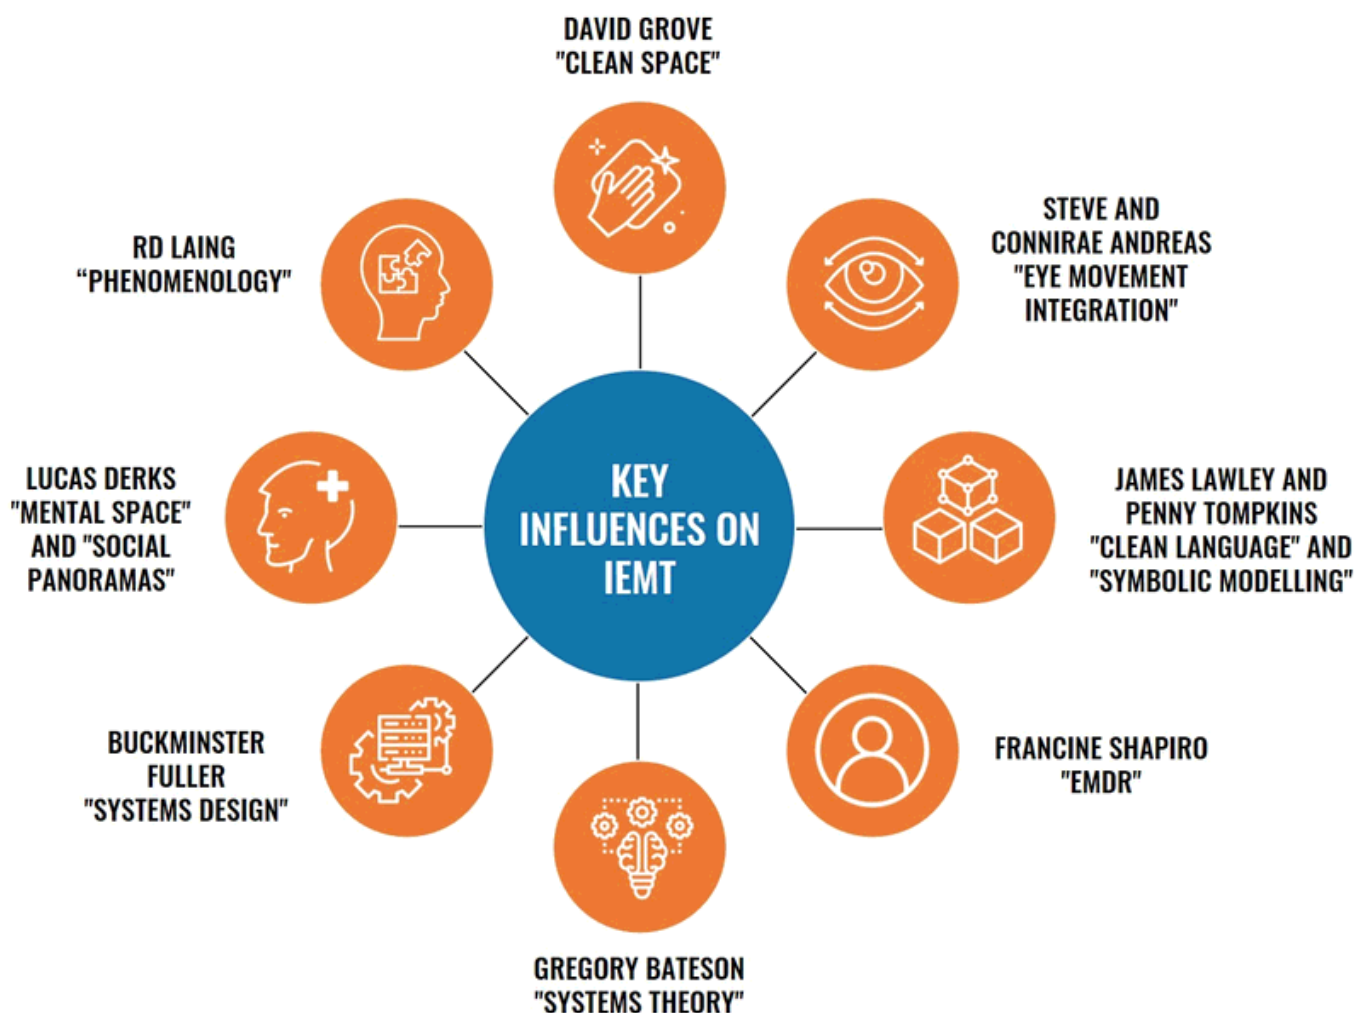 DAVID GROVE
"CLEAN SPACE"
STEVE AND
CONNIRAE ANDREAS
"EYE MOVEMENT
INTEGRATION"
RD LAING
“PHENOMENOLOGY"
KEY
INFLUENCES ON
IEMT
LUCAS DERKS
"MENTAL SPACE"
AND "SOCIAL
PANORAMAS"
JAMES LAWLEY AND
PENNY TOMPKINS
"CLEAN LANGUAGE" AND
"SYMBOLIC MODELLING"
BUCKMINSTER
FULLER
"SYSTEMS DESIGN"
FRANCINE SHAPIRO
"EMDR"
GREGORY BATESON
"SYSTEMS THEORY"